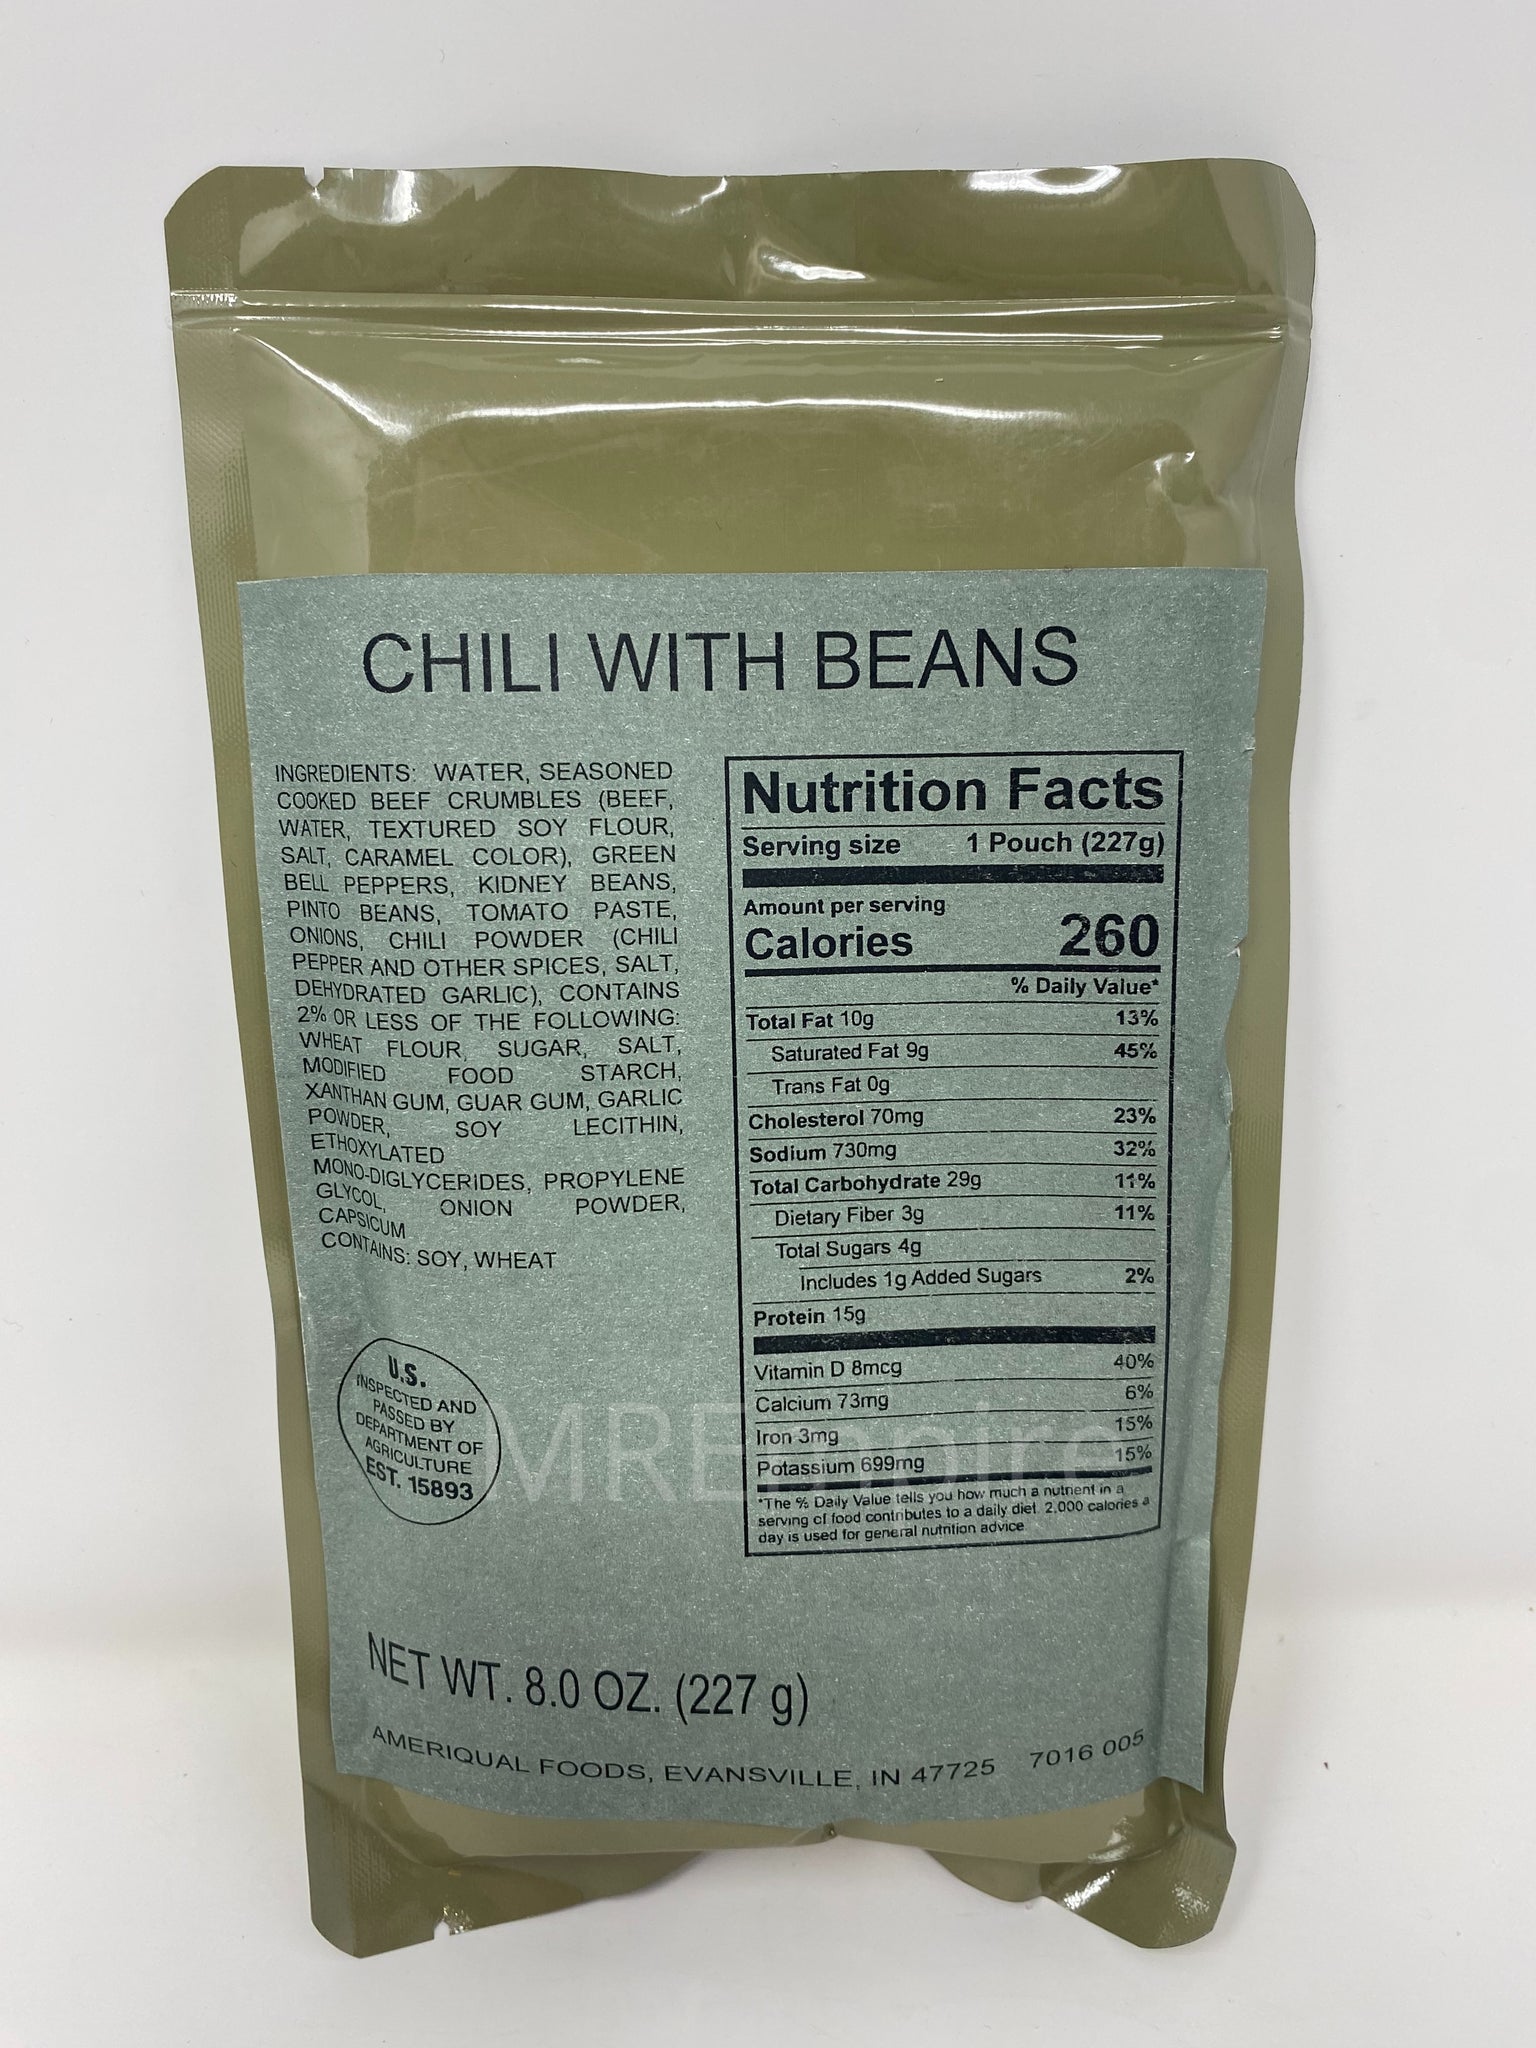 CHILI WITH BEANS
INGREDIENTS: WATER, SEASONED
COOKED BEEF CRUMBLES (BEEF,
WATER, TEXTURED SOY FLOUR,
SALT, CARAMEL COLOR), GREEN
BELL PEPPERS, KIDNEY BEANS,
PINTO BEANS, TOMATO PASTE,
ONIONS, CHILI POWDER (CHILI
PEPPER AND OTHER SPICES, SALT,
DEHYDRATED GARLIC), CONTAINS
2% OR LESS OF THE FOLLOWING:
WHEAT FLOUR, SUGAR, SALT,
MODIFIED FOOD STARCH,
XANTHAN GUM, GUAR GUM, GARLIC
POWDER, SOY LECITHIN,
ETHOXYLATED
MONO-DIGLYCERIDES, PROPYLENE
GLYCOL, ONION POWDER,
CAPSICUM
CONTAINS: SOY, WHEAT
U.S.
INSPECTED AND
PASSED BY
DEPARTMENT OF
AGRICULTURE
EST. 15893
Nutrition Facts
Serving size 1 Pouch (227g)
Amount per serving
Calories 260
% Daily Value*
Total Fat 10g 13%
Saturated Fat 9g 45%
Trans Fat 0g
Cholesterol 70mg 23%
Sodium 730mg 32%
Total Carbohydrate 29g 11%
Dietary Fiber 3g 11%
Total Sugars 4g
Includes 1g Added Sugars 2%
Protein 15g
Vitamin D 8mcg 40%
Calcium 73mg 6%
Iron 3mg 15%
Potassium 699mg 15%
*The % Daily Value tells you how much a nutrient in a
serving of food contributes to a daily diet. 2,000 calories a
day is used for general nutrition advice
MREmpire
NET WT. 8.0 OZ. (227 g)
AMERIQUAL FOODS, EVANSVILLE, IN 47725 7016 005